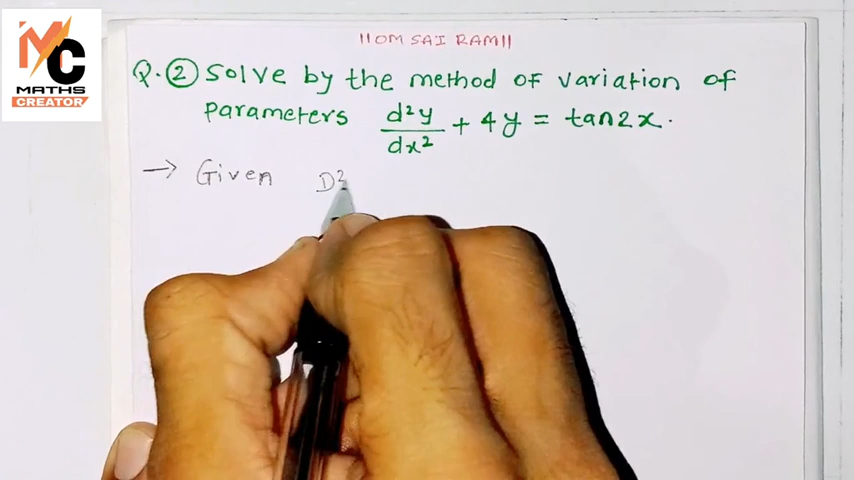 MC
MATHS
CREATOR
||OM SAI RAM||
Q.② Solve by the method of variation of
parameters d²y/dx² + 4y = tan2x.
→ Given D²